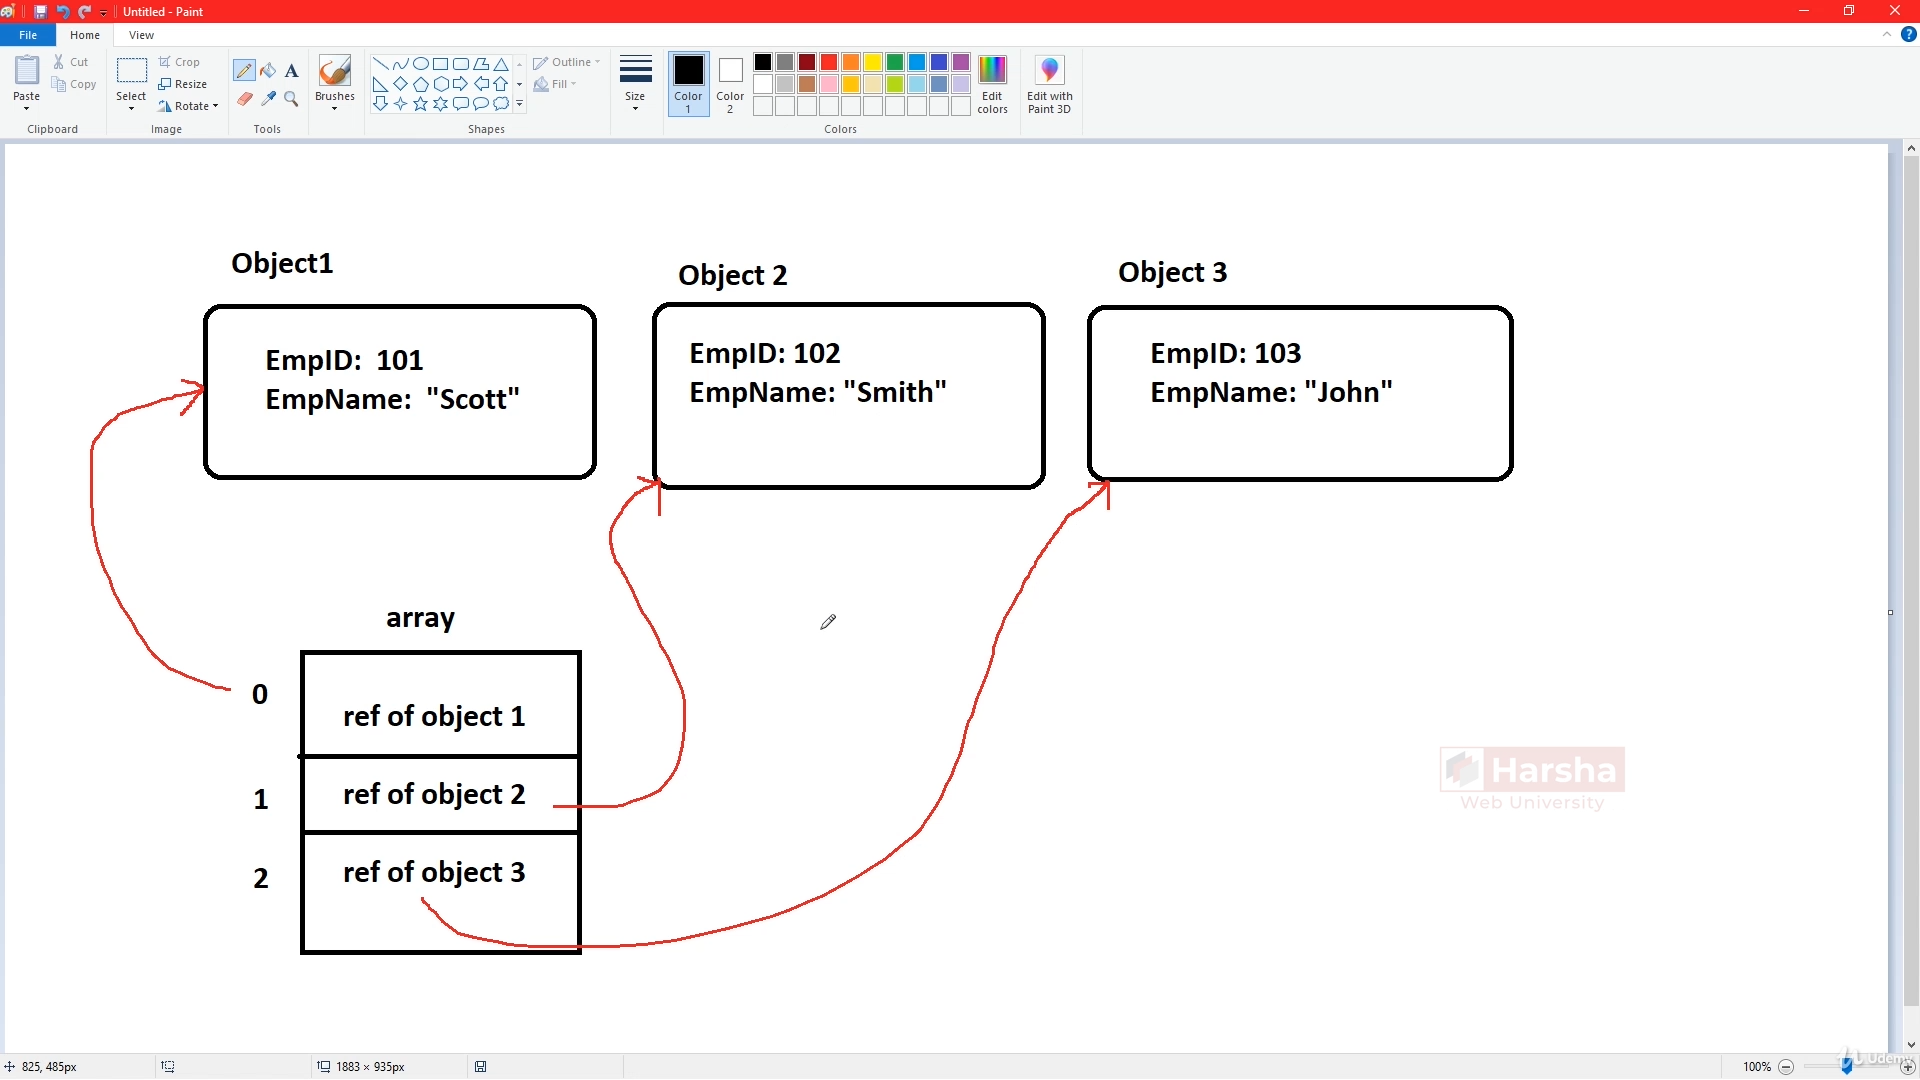 Untitled - Paint
File Home View
Paste
Cut
Copy
Clipboard
Select
Crop
Resize
Rotate
Image
A
Tools
Brushes
Shapes
Outline
Fill
Size
Color 1
Color 2
Colors
Edit colors
Edit with Paint 3D
?
Object1
Object 2
Object 3
EmpID: 101
EmpName: "Scott"
EmpID: 102
EmpName: "Smith"
EmpID: 103
EmpName: "John"
array
0
ref of object 1
1
ref of object 2
2
ref of object 3
Harsha
Web University
825, 485px
1883 × 935px
100%
Udemy